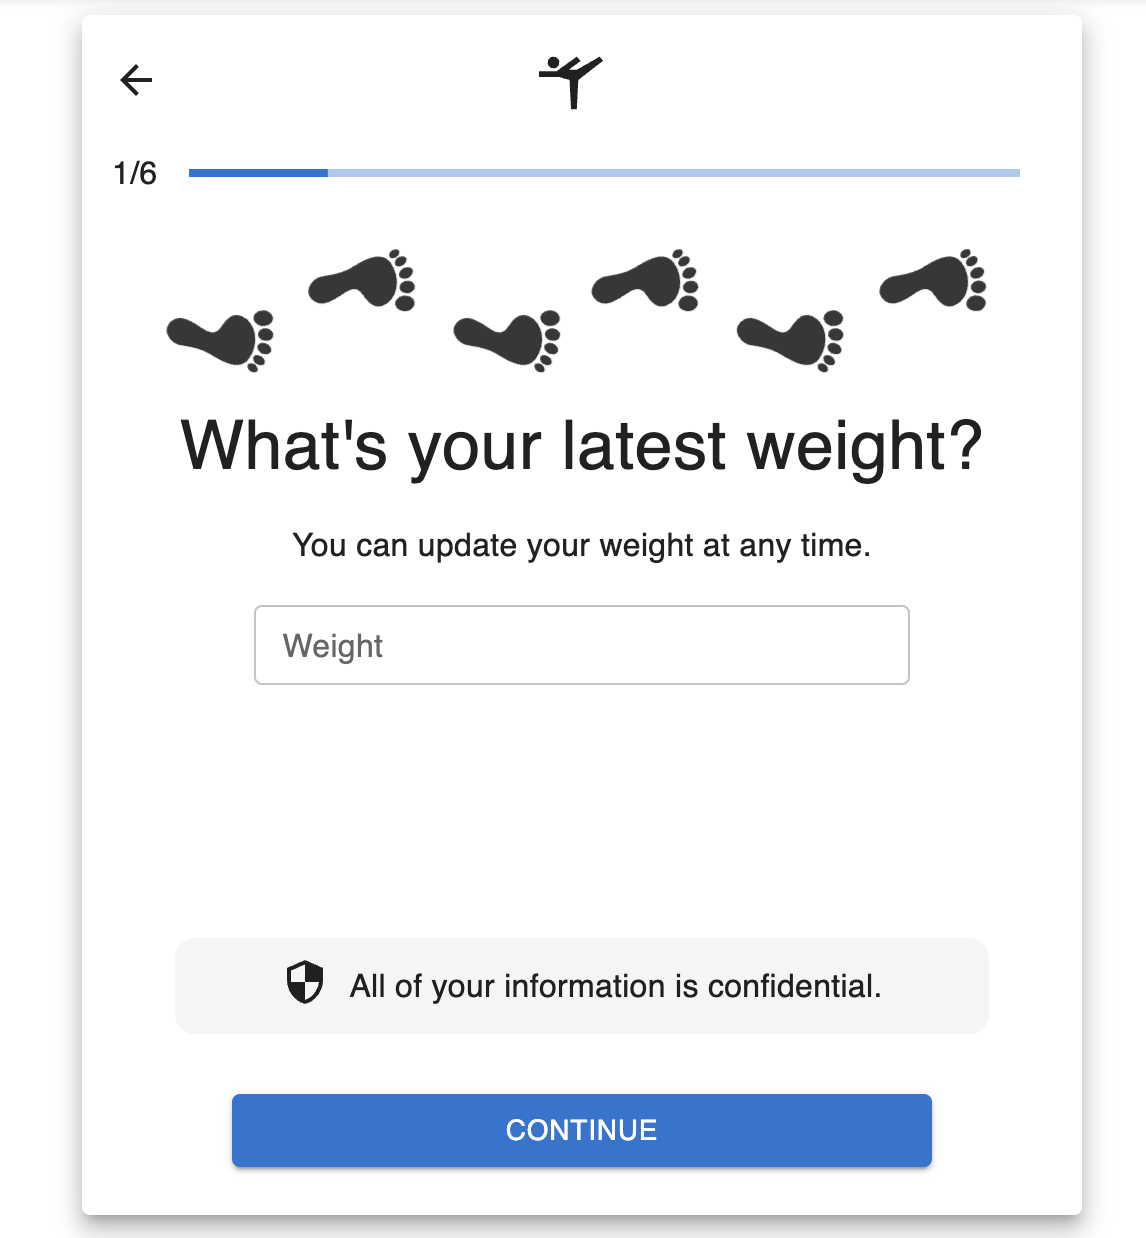 1/6
What's your latest weight?
You can update your weight at any time.
Weight
All of your information is confidential.
CONTINUE